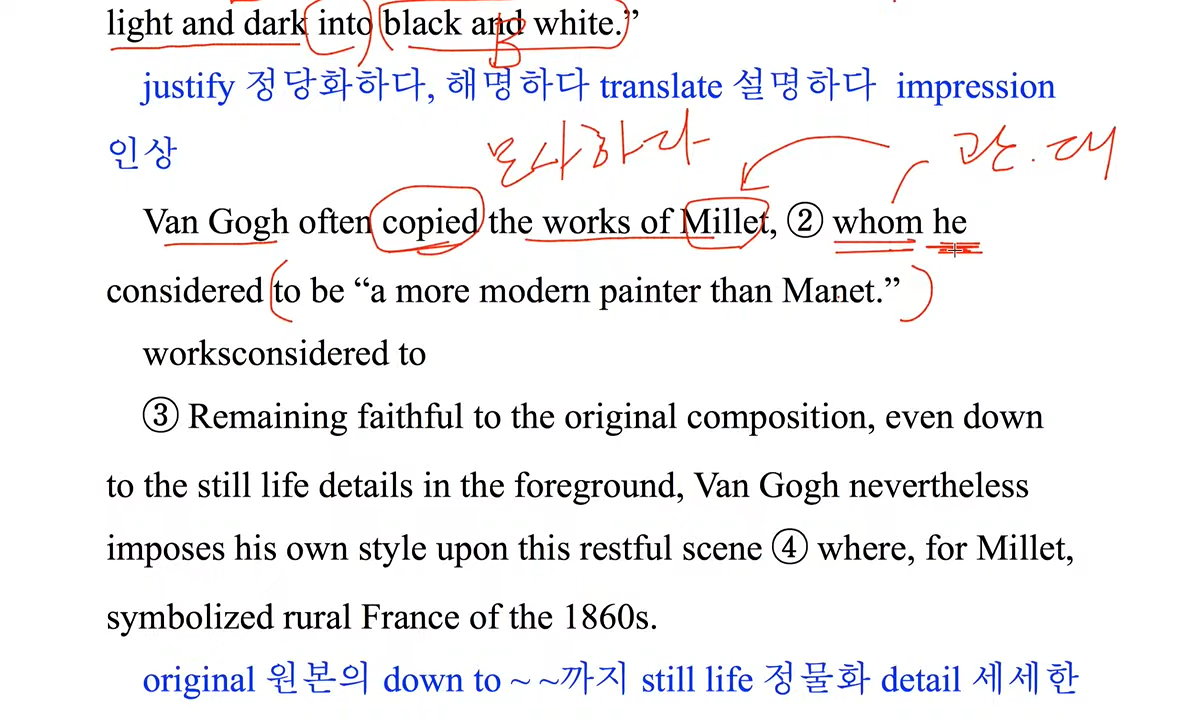 light and dark into black and white.”
B
justify 정당화하다, 해명하다 translate 설명하다 impression
인상
모사하다 관.대
Van Gogh often copied the works of Millet, ② whom he
considered to be “a more modern painter than Manet.”
worksconsidered to
③ Remaining faithful to the original composition, even down
to the still life details in the foreground, Van Gogh nevertheless
imposes his own style upon this restful scene ④ where, for Millet,
symbolized rural France of the 1860s.
original 원본의 down to ~ ~까지 still life 정물화 detail 세세한